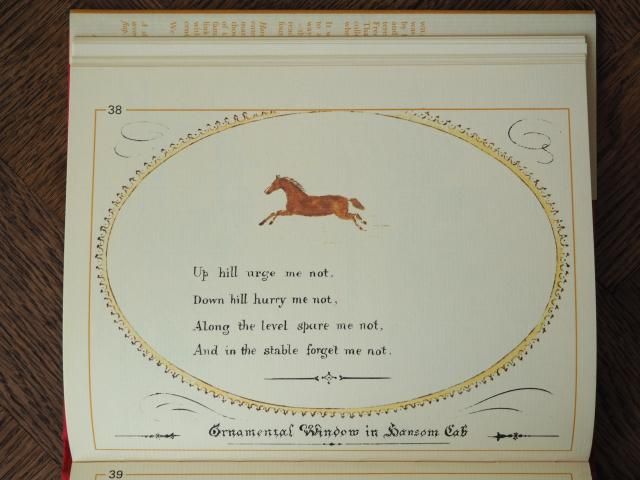 38
Up hill urge me not,
Down hill hurry me not,
Along the level spare me not,
And in the stable forget me not.
Ornamental Window in Hansom Cab
39